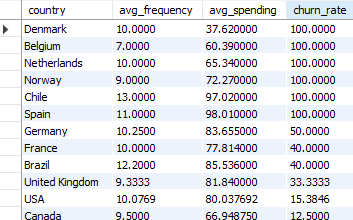 country avg_frequency avg_spending churn_rate
Denmark 10.0000 37.620000 100.0000
Belgium 7.0000 60.390000 100.0000
Netherlands 10.0000 65.340000 100.0000
Norway 9.0000 72.270000 100.0000
Chile 13.0000 97.020000 100.0000
Spain 11.0000 98.010000 100.0000
Germany 10.2500 83.655000 50.0000
France 10.0000 77.814000 40.0000
Brazil 12.2000 85.536000 40.0000
United Kingdom 9.3333 81.840000 33.3333
USA 10.0769 80.037692 15.3846
Canada 9.5000 66.948750 12.5000